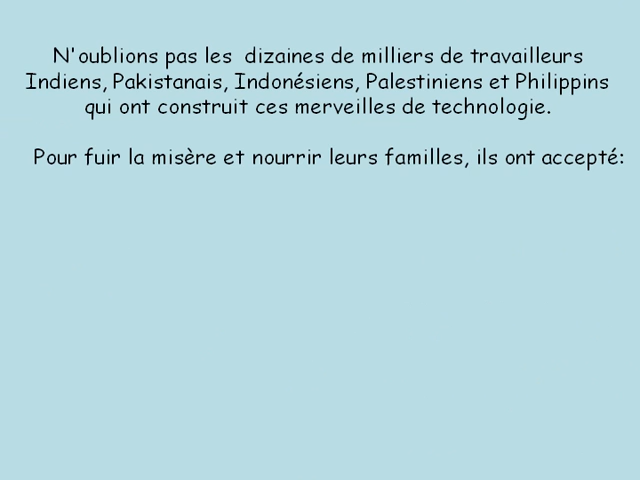 N'oublions pas les dizaines de milliers de travailleurs
Indiens, Pakistanais, Indonésiens, Palestiniens et Philippins
qui ont construit ces merveilles de technologie.
Pour fuir la misère et nourrir leurs familles, ils ont accepté: